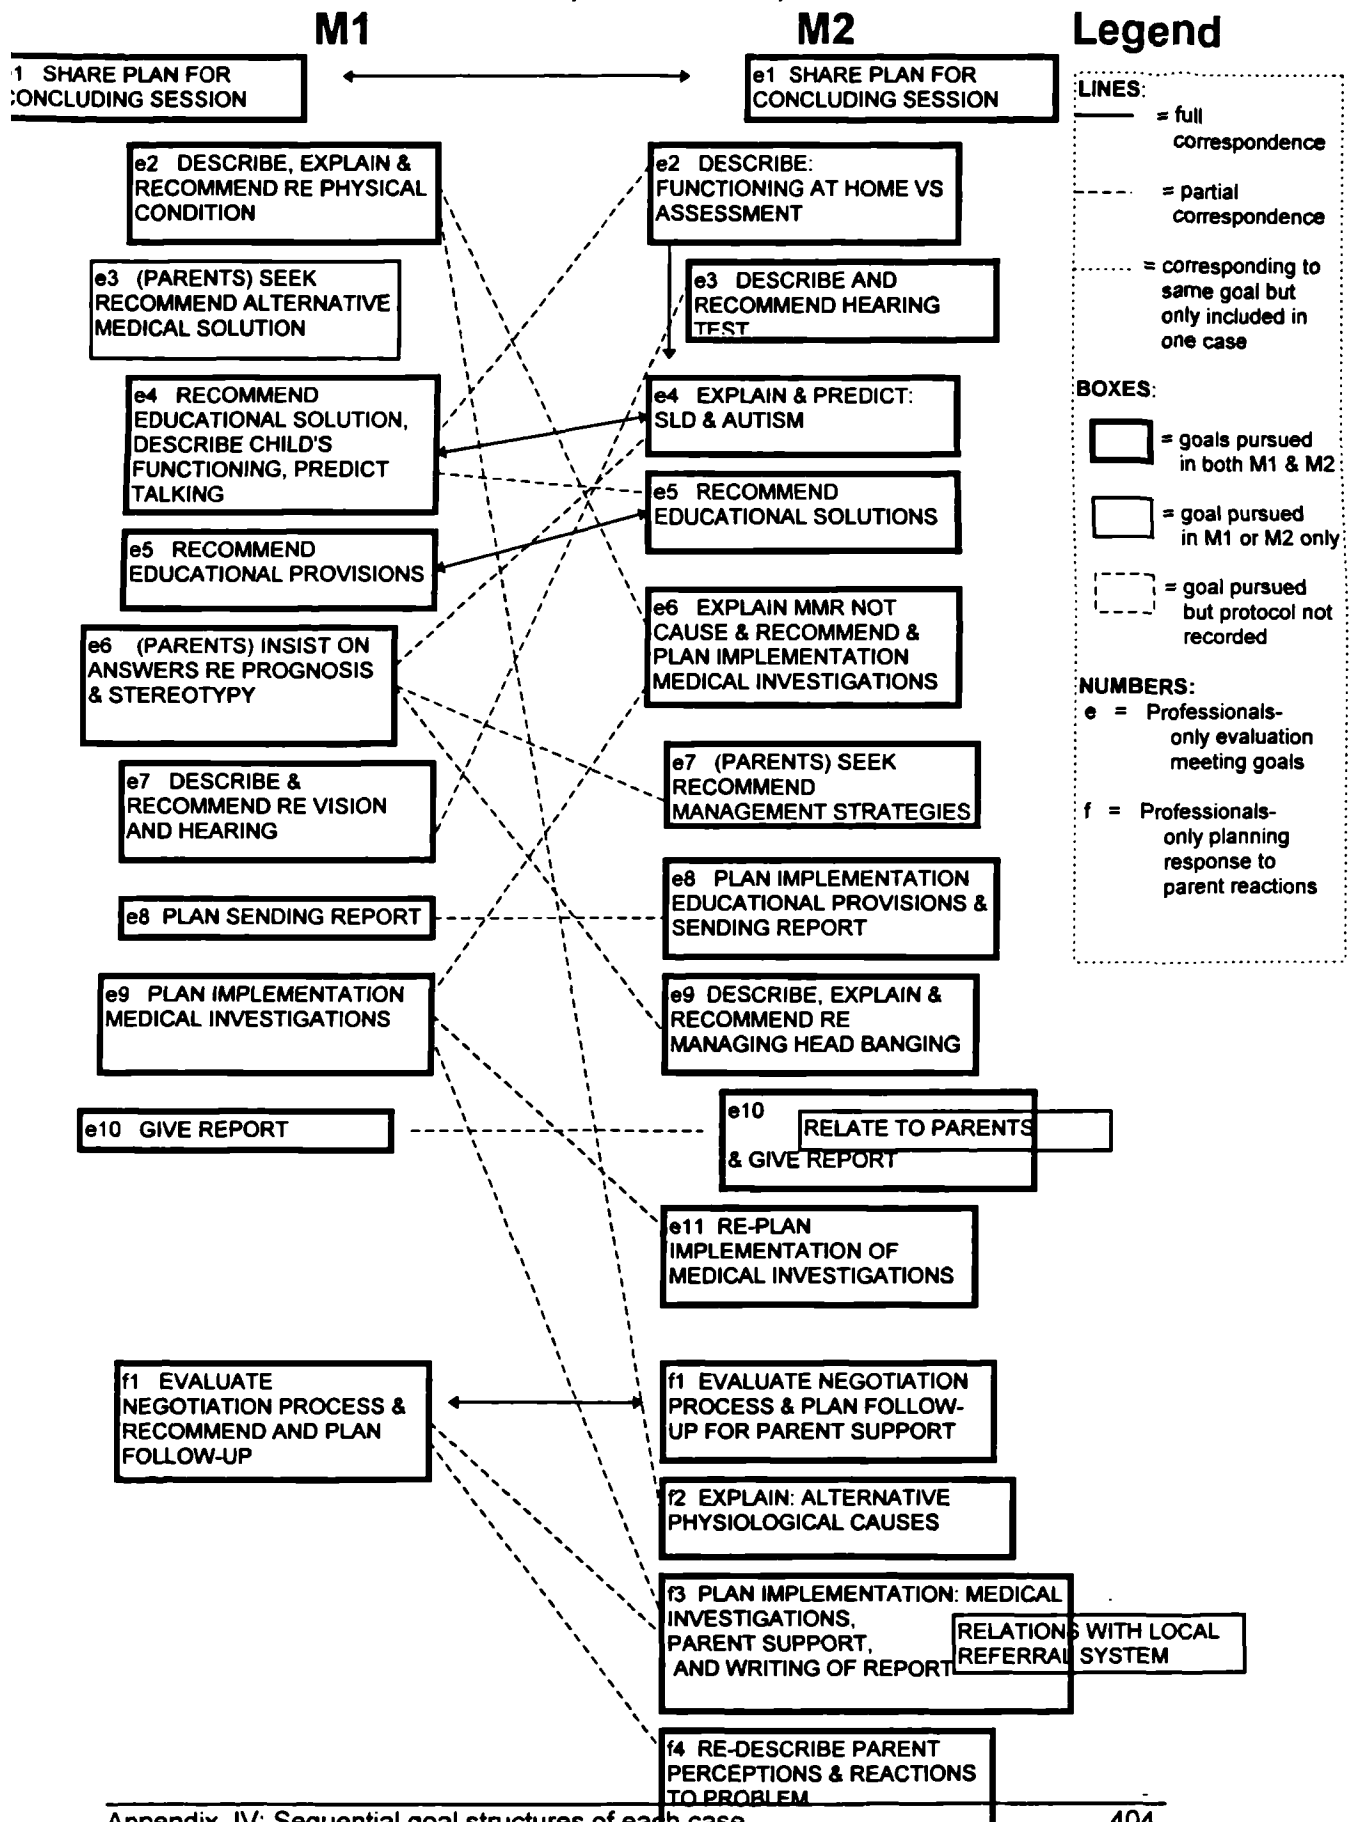 M1
M2
Legend
1 SHARE PLAN FOR
CONCLUDING SESSION
e2 DESCRIBE, EXPLAIN &
RECOMMEND RE PHYSICAL
CONDITION
e3 (PARENTS) SEEK
RECOMMEND ALTERNATIVE
MEDICAL SOLUTION
e4 RECOMMEND
EDUCATIONAL SOLUTION,
DESCRIBE CHILD'S
FUNCTIONING, PREDICT
TALKING
e5 RECOMMEND
EDUCATIONAL PROVISIONS
e6 (PARENTS) INSIST ON
ANSWERS RE PROGNOSIS
& STEREOTYPY
e7 DESCRIBE &
RECOMMEND RE VISION
AND HEARING
e8 PLAN SENDING REPORT
e9 PLAN IMPLEMENTATION
MEDICAL INVESTIGATIONS
e10 GIVE REPORT
f1 EVALUATE
NEGOTIATION PROCESS &
RECOMMEND AND PLAN
FOLLOW-UP
e1 SHARE PLAN FOR
CONCLUDING SESSION
e2 DESCRIBE:
FUNCTIONING AT HOME VS
ASSESSMENT
e3 DESCRIBE AND
RECOMMEND HEARING
TEST
e4 EXPLAIN & PREDICT:
SLD & AUTISM
e5 RECOMMEND
EDUCATIONAL SOLUTIONS
e6 EXPLAIN MMR NOT
CAUSE & RECOMMEND &
PLAN IMPLEMENTATION
MEDICAL INVESTIGATIONS
e7 (PARENTS) SEEK
RECOMMEND
MANAGEMENT STRATEGIES
e8 PLAN IMPLEMENTATION
EDUCATIONAL PROVISIONS &
SENDING REPORT
e9 DESCRIBE, EXPLAIN &
RECOMMEND RE
MANAGING HEAD BANGING
e10
RELATE TO PARENTS
& GIVE REPORT
e11 RE-PLAN
IMPLEMENTATION OF
MEDICAL INVESTIGATIONS
f1 EVALUATE NEGOTIATION
PROCESS & PLAN FOLLOW-
UP FOR PARENT SUPPORT
f2 EXPLAIN: ALTERNATIVE
PHYSIOLOGICAL CAUSES
f3 PLAN IMPLEMENTATION: MEDICAL
INVESTIGATIONS,
PARENT SUPPORT,
AND WRITING OF REPORT
RELATIONS WITH LOCAL
REFERRAL SYSTEM
f4 RE-DESCRIBE PARENT
PERCEPTIONS & REACTIONS
TO PROBLEM
LINES:
= full
correspondence
= partial
correspondence
= corresponding to
same goal but
only included in
one case
BOXES:
= goals pursued
in both M1 & M2
= goal pursued
in M1 or M2 only
= goal pursued
but protocol not
recorded
NUMBERS:
e = Professionals-
only evaluation
meeting goals
f = Professionals-
only planning
response to
parent reactions
Appendix IV: Sequential goal structures of each case
404